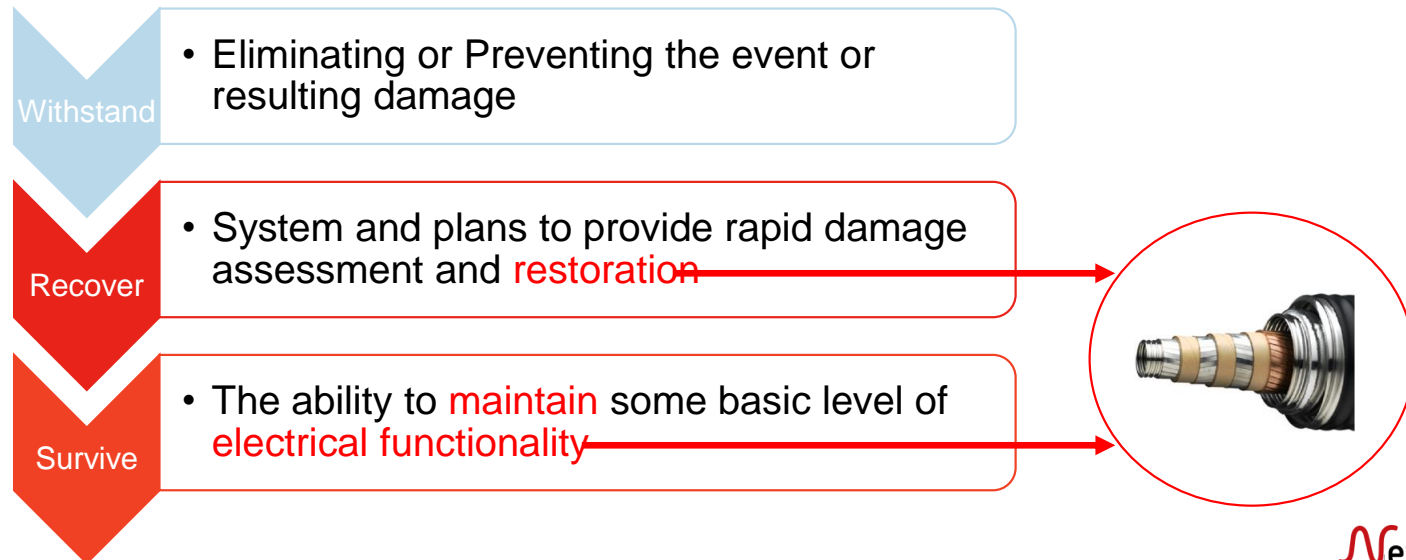 Withstand
• Eliminating or Preventing the event or
resulting damage
Recover
• System and plans to provide rapid damage
assessment and restoration
Survive
• The ability to maintain some basic level of
electrical functionality